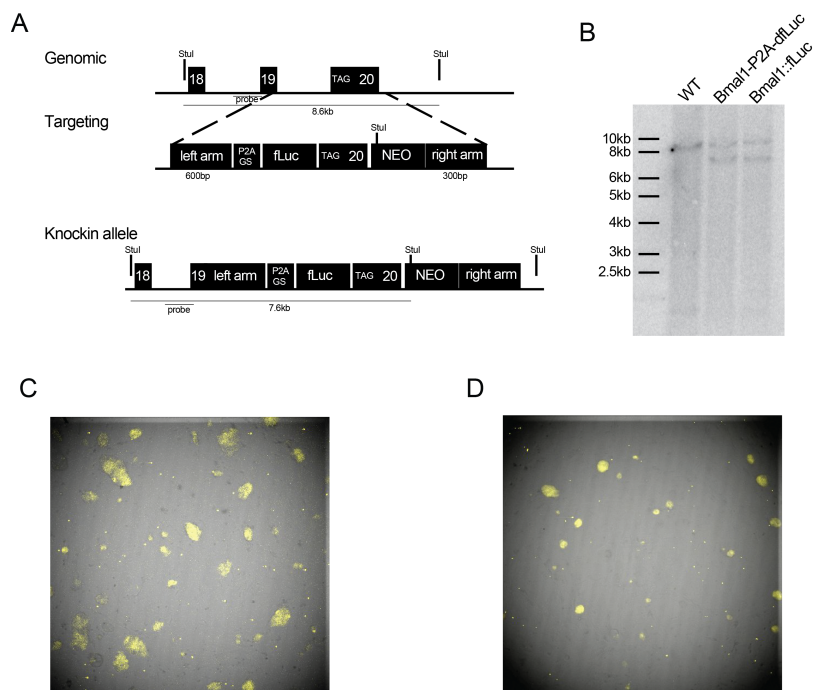 A
Genomic
StuI
StuI
18
19
TAG 20
probe
8.6kb
Targeting
StuI
left arm
P2A
GS
fLuc
TAG 20
NEO
right arm
600bp
300bp
Knockin allele
StuI
StuI
StuI
18
19 left arm
P2A
GS
fLuc
TAG 20
NEO
right arm
probe
7.6kb
B
WT
Bmal1-P2A-dfLuc
Bmal1::fLuc
10kb
8kb
6kb
5kb
4kb
3kb
2.5kb
C
D